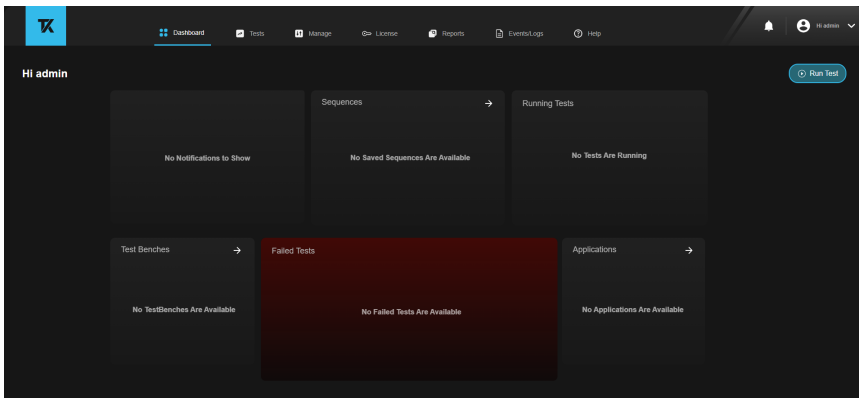 TK
Dashboard
Tests
Manage
License
Reports
Events/Logs
Help
Hi admin
Hi admin
Run Test
Sequences
Running Tests
No Notifications to Show
No Saved Sequences Are Available
No Tests Are Running
Test Benches
Failed Tests
Applications
No TestBenches Are Available
No Failed Tests Are Available
No Applications Are Available